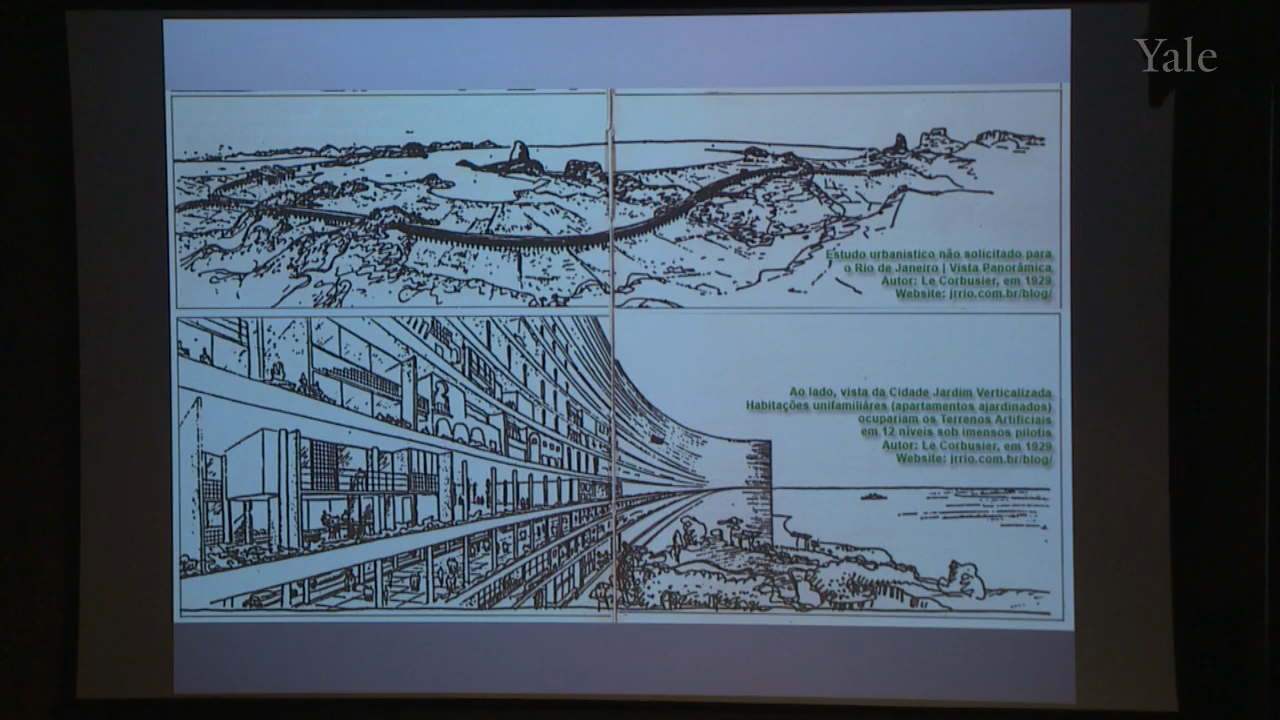 Yale
Estudo urbanistico não solicitado para
o Rio de Janeiro | Vista Panorâmica
Autor: Le Corbusier, em 1929
Website: jrrio.com.br/blog/
Ao lado, vista da Cidade Jardim Verticalizada
Habitações unifamiliáres (apartamentos ajardinados)
ocupariam os Terrenos Artificiais
em 12 níveis sob imensos pilotis
Autor: Le Corbusier, em 1929
Website: jrrio.com.br/blog/